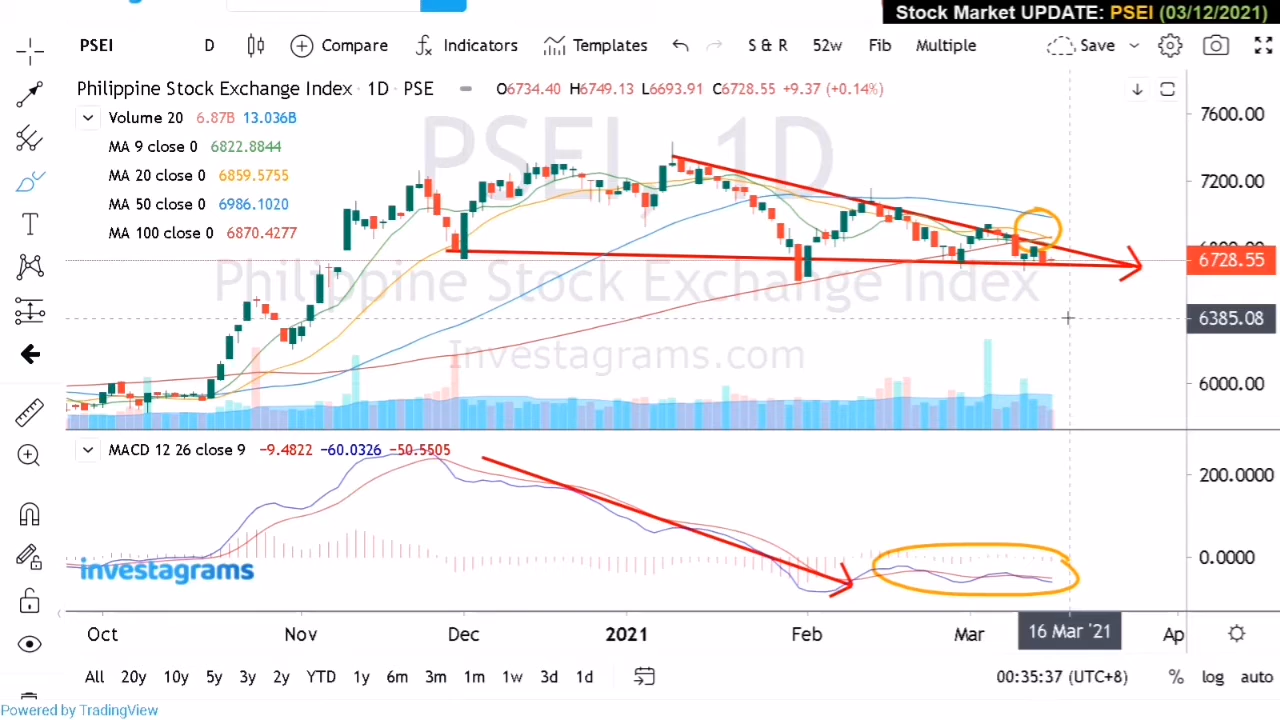 Stock Market UPDATE: PSEI (03/12/2021)
PSEI D Compare Indicators Templates S & R 52w Fib Multiple Save
Philippine Stock Exchange Index · 1D · PSE O6734.40 H6749.13 L6693.91 C6728.55 +9.37 (+0.14%)
Volume 20 6.87B 13.036B
MA 9 close 0 6822.8844
MA 20 close 0 6859.5755
MA 50 close 0 6986.1020
MA 100 close 0 6870.4277
PSEI, 1D
Philippine Stock Exchange Index
Investagrams.com
7600.00
7200.00
6800.00
6728.55
6385.08
6000.00
MACD 12 26 close 9 −9.4822 −60.0326 −50.5505
200.0000
0.0000
investagrams
Oct Nov Dec 2021 Feb Mar 16 Mar '21 Ap
All 20y 10y 5y 3y 2y YTD 1y 6m 3m 1m 1w 3d 1d 00:35:37 (UTC+8) % log auto
Powered by TradingView